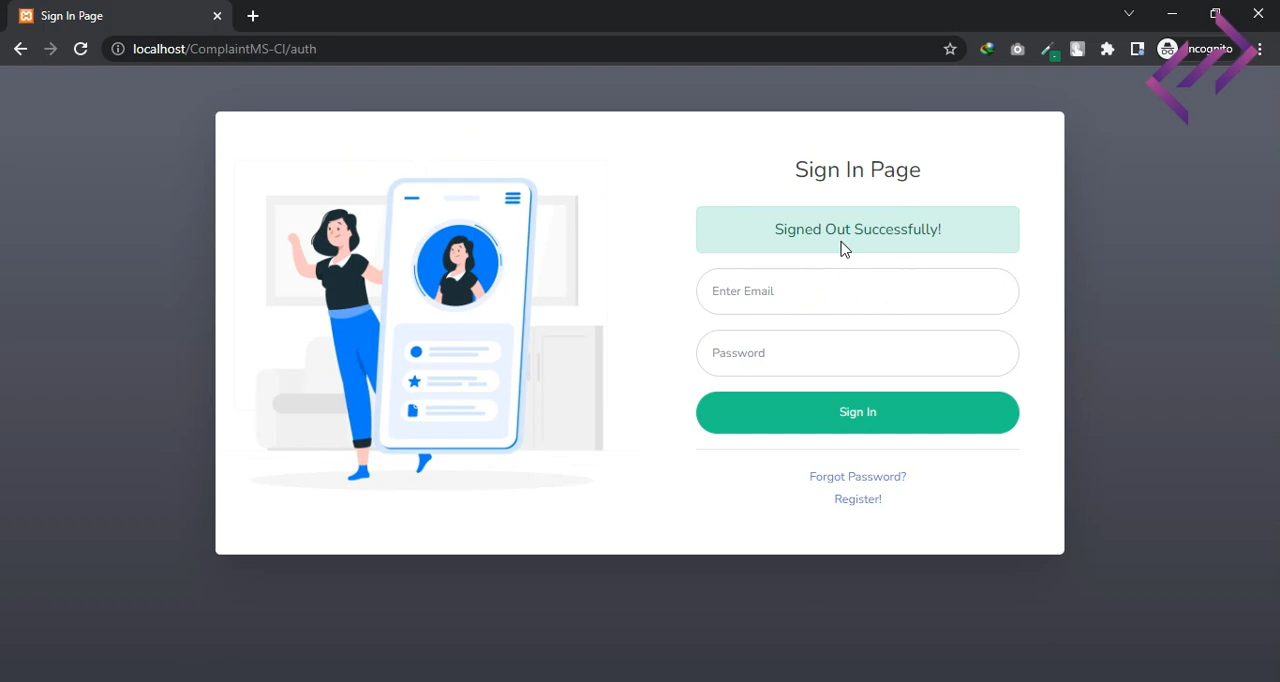 Sign In Page
localhost/ComplaintMS-CI/auth
Incognito
Sign In Page
Signed Out Successfully!
Enter Email
Password
Sign In
Forgot Password?
Register!